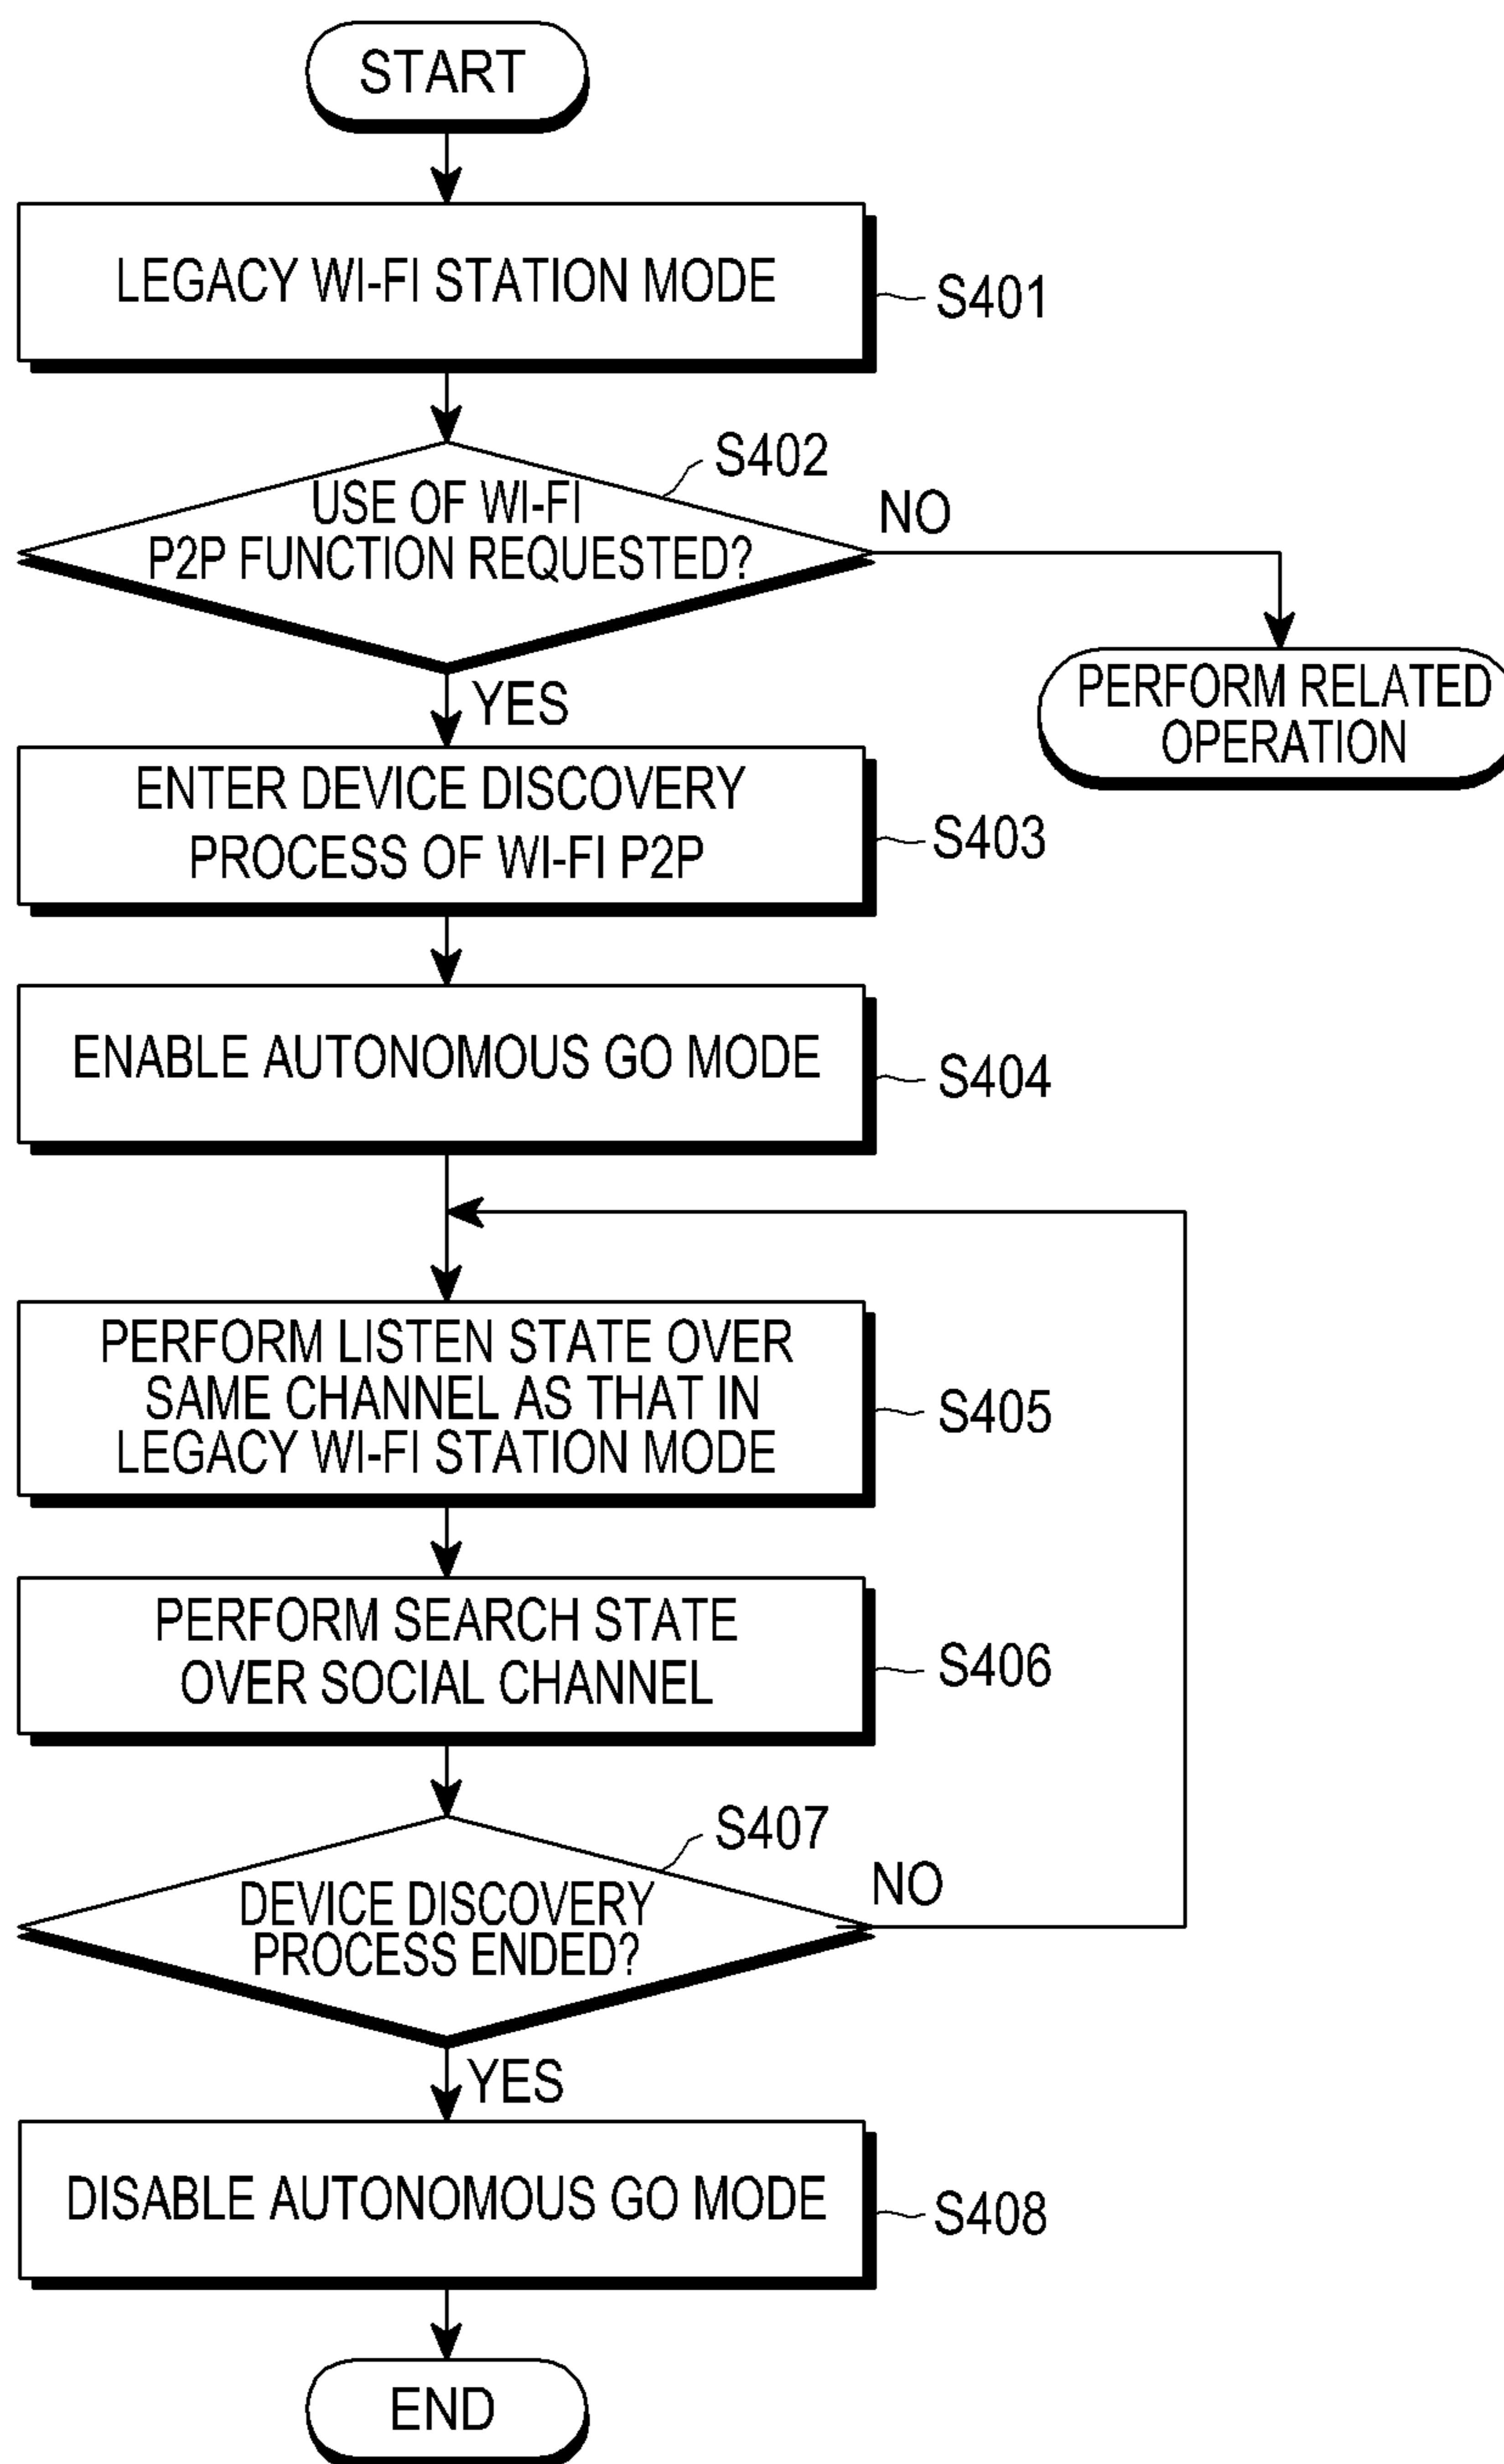 START
LEGACY WI-FI STATION MODE
S401
S402
USE OF WI-FI
P2P FUNCTION REQUESTED?
NO
YES
PERFORM RELATED
OPERATION
ENTER DEVICE DISCOVERY
PROCESS OF WI-FI P2P
S403
ENABLE AUTONOMOUS GO MODE
S404
PERFORM LISTEN STATE OVER
SAME CHANNEL AS THAT IN
LEGACY WI-FI STATION MODE
S405
PERFORM SEARCH STATE
OVER SOCIAL CHANNEL
S406
S407
DEVICE DISCOVERY
PROCESS ENDED?
NO
YES
DISABLE AUTONOMOUS GO MODE
S408
END